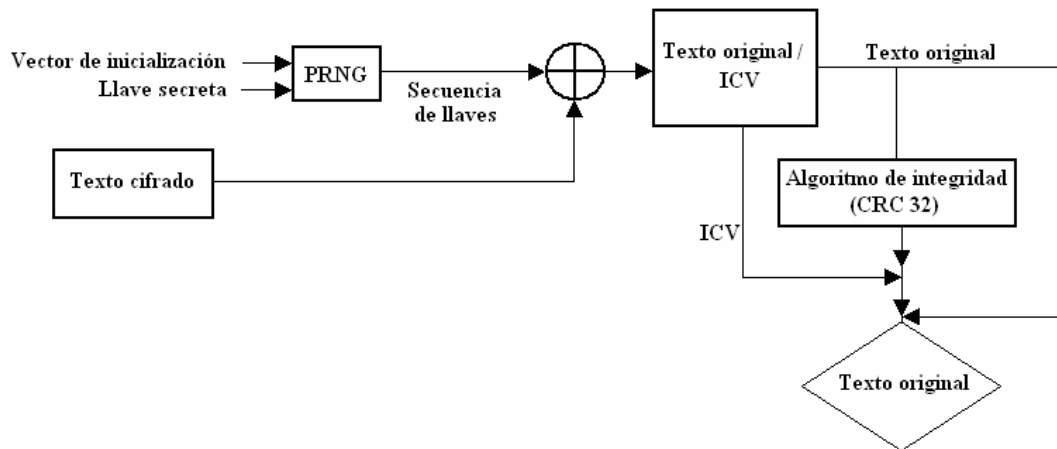 Vector de inicialización
Llave secreta
PRNG
Secuencia
de llaves
Texto cifrado
Texto original /
ICV
Texto original
Algoritmo de integridad
(CRC 32)
ICV
Texto original